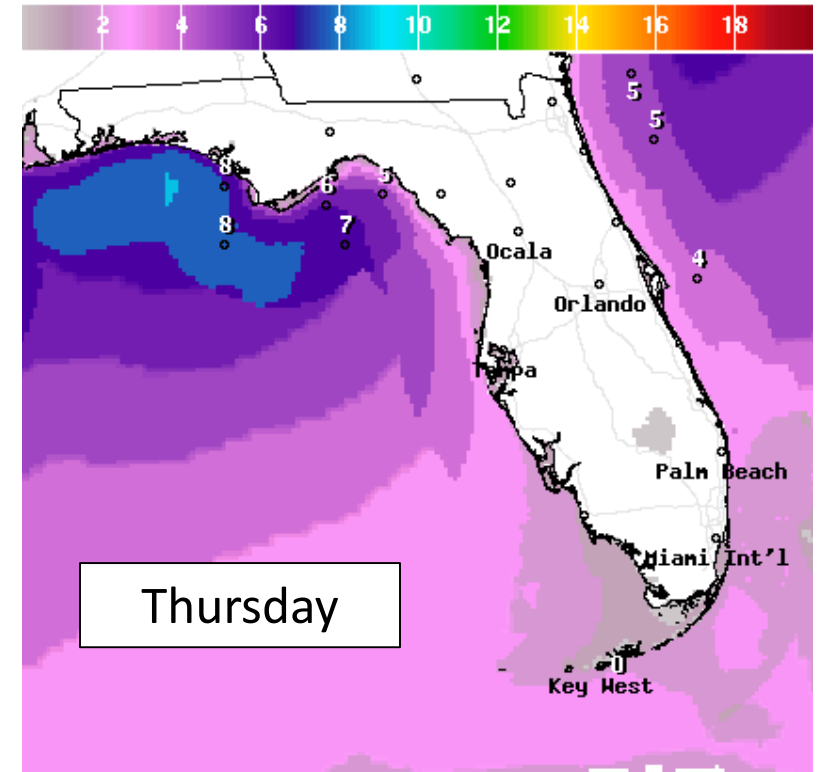 2 4 6 8 10 12 14 16 18
5
5
8
6 5
8 7
4
Ocala
Orlando
Tampa
Palm Beach
Miami Int'l
Thursday
0
Key West